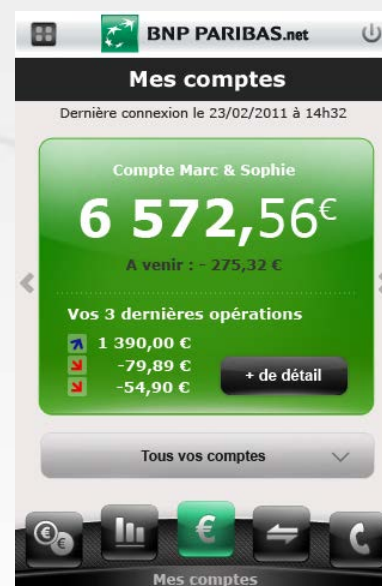 BNP PARIBAS.net
Mes comptes
Dernière connexion le 23/02/2011 à 14h32
Compte Marc & Sophie
6 572,56€
A venir : - 275,32 €
Vos 3 dernières opérations
1 390,00 €
-79,89 €
-54,90 €
+ de détail
Tous vos comptes
€ €
€
Mes comptes